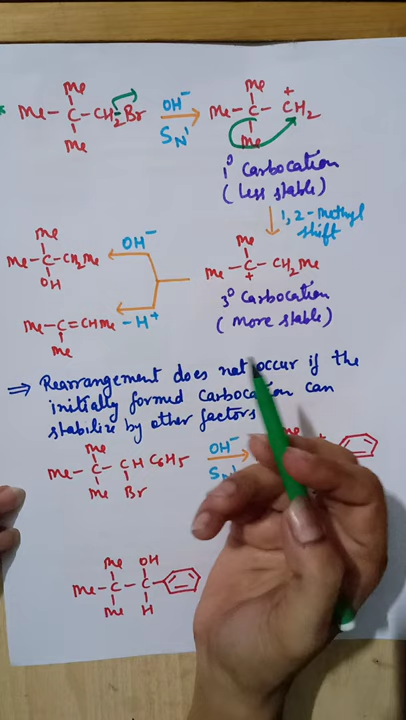 Me
Me
Me–C–CH2–Br OH⁻ Me–C–CH2
SN1 +
Me Me
1° Carbocation
(Less stable)
1,2-Methyl
shift
Me OH⁻ Me
Me–C–CH2Me Me–C–CH2Me
OH +
3° Carbocation
Me–C=CHMe –H⁺
(More stable)
Me
⇒ Rearrangement does not occur if the
initially formed Carbocation can
stabilize by other factors
Me
Me–C–CHC6H5 OH⁻ +
Me Br
Me OH
Me–C–C–
Me H